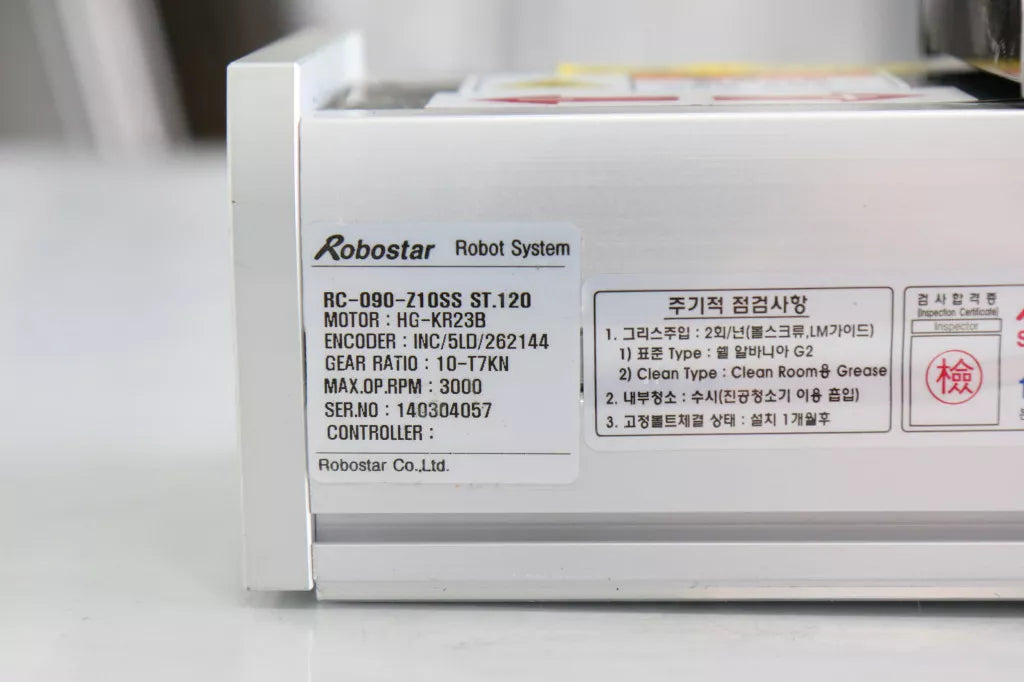 Robostar Robot System
RC-090-Z10SS ST.120
MOTOR : HG-KR23B
ENCODER : INC/5LD/262144
GEAR RATIO : 10-T7KN
MAX.OP.RPM : 3000
SER.NO : 140304057
CONTROLLER :
Robostar Co.,Ltd.
주기적 점검사항
1. 그리스주입 : 2회/년(볼스크류,LM가이드)
1) 표준 Type : 쉘 알바니아 G2
2) Clean Type : Clean Room용 Grease
2. 내부청소 : 수시(진공청소기 이용 흡입)
3. 고정볼트체결 상태 : 설치 1개월후
검사합격증
(Inspection Certificate)
Inspector
檢